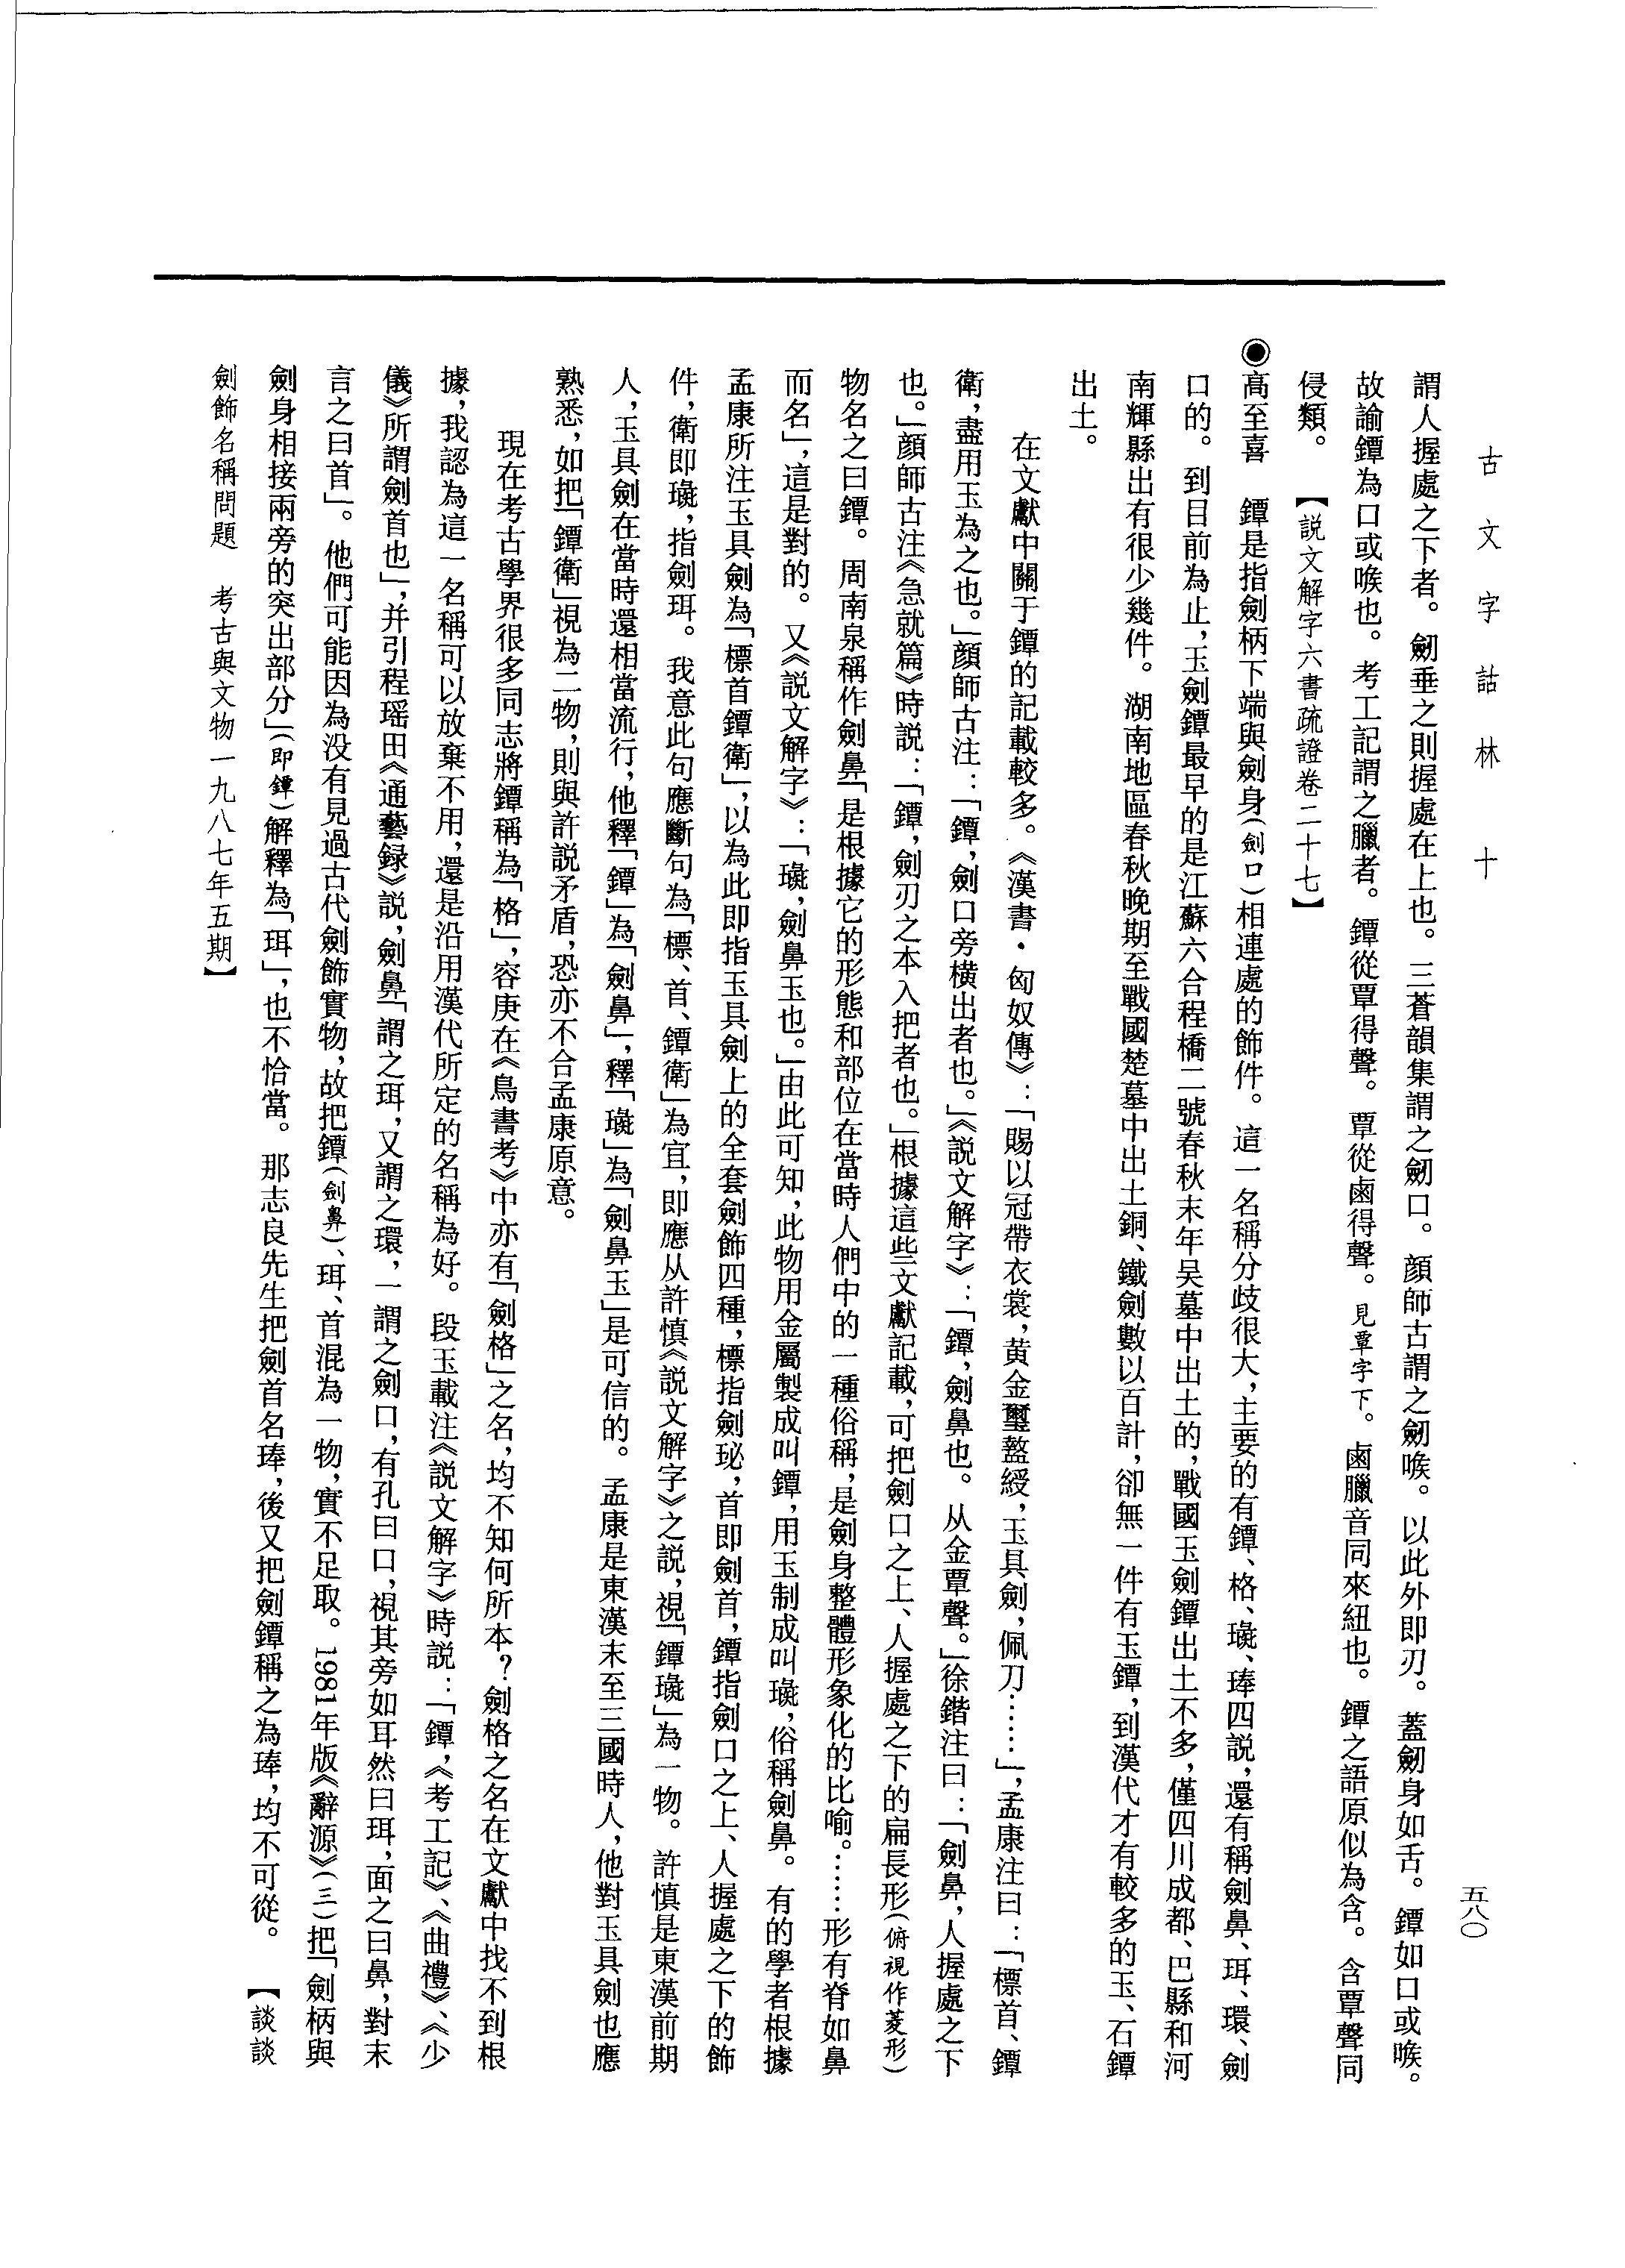 古文字詁林　十
五八〇
謂人握處之下者。劒垂之則握處在上也。三蒼韻集謂之劒口。顔師古謂之劒喉。以此外即刃。蓋劒身如舌。鐔如口或喉。
故諭鐔為口或喉也。考工記謂之臘者。鐔從覃得聲。覃從鹵得聲。見覃字下。鹵臘音同來紐也。鐔之語原似為含。含覃聲同
侵類。【説文解字六書疏證卷二十七】
◉高至喜　鐔是指劍柄下端與劍身(劍口)相連處的飾件。這一名稱分歧很大，主要的有鐔、格、璏、琫四説，還有稱劍鼻、珥、環、劍
口的。到目前為止，玉劍鐔最早的是江蘇六合程橋二號春秋末年吴墓中出土的，戰國玉劍鐔出土不多，僅四川成都、巴縣和河
南輝縣出有很少幾件。湖南地區春秋晚期至戰國楚墓中出土銅、鐵劍數以百計，卻無一件有玉鐔，到漢代才有較多的玉、石鐔
出土。
在文獻中關于鐔的記載較多。《漢書·匈奴傳》：「賜以冠帶衣裳，黄金璽盭綬，玉具劍，佩刀……」，孟康注曰：「標首、鐔
衛，盡用玉為之也。」顔師古注：「鐔，劍口旁横出者也。」《説文解字》：「鐔，劍鼻也。从金覃聲。」徐鍇注曰：「劍鼻，人握處之下
也。」顔師古注《急就篇》時説：「鐔，劍刃之本入把者也。」根據這些文獻記載，可把劍口之上、人握處之下的扁長形(俯視作菱形)
物名之曰鐔。周南泉稱作劍鼻「是根據它的形態和部位在當時人們中的一種俗稱，是劍身整體形象化的比喻。……形有脊如鼻
而名」，這是對的。又《説文解字》：「璏，劍鼻玉也。」由此可知，此物用金屬製成叫鐔，用玉制成叫璏，俗稱劍鼻。有的學者根據
孟康所注玉具劍為「標首鐔衛」，以為此即指玉具劍上的全套劍飾四種，標指劍珌，首即劍首，鐔指劍口之上、人握處之下的飾
件，衛即璏，指劍珥。我意此句應斷句為「標、首、鐔衛」為宜，即應从許慎《説文解字》之説，視「鐔璏」為一物。許慎是東漢前期
人，玉具劍在當時還相當流行，他釋「鐔」為「劍鼻」，釋「璏」為「劍鼻玉」是可信的。孟康是東漢末至三國時人，他對玉具劍也應
熟悉，如把「鐔衛」視為二物，則與許説矛盾，恐亦不合孟康原意。
現在考古學界很多同志將鐔稱為「格」，容庚在《鳥書考》中亦有「劍格」之名，均不知何所本？劍格之名在文獻中找不到根
據，我認為這一名稱可以放棄不用，還是沿用漢代所定的名稱為好。段玉載注《説文解字》時説：「鐔，《考工記》、《曲禮》、《少
儀》所謂劍首也」，并引程瑶田《通藝録》説，劍鼻「謂之珥，又謂之環，一謂之劍口，有孔曰口，視其旁如耳然曰珥，面之曰鼻，對末
言之曰首」。他們可能因為没有見過古代劍飾實物，故把鐔(劍鼻)、珥、首混為一物，實不足取。1981年版《辭源》(三)把「劍柄與
劍身相接兩旁的突出部分」(即鐔)解釋為「珥」，也不恰當。那志良先生把劍首名琫，後又把劍鐔稱之為琫，均不可從。【談談
劍飾名稱問題　考古與文物一九八七年五期】